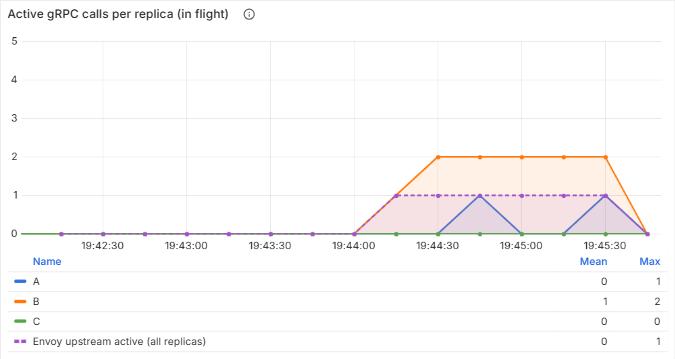 Active gRPC calls per replica (in flight)
5
4
3
2
1
0
19:42:30 19:43:00 19:43:30 19:44:00 19:44:30 19:45:00 19:45:30
Name Mean Max
A 0 1
B 1 2
C 0 0
Envoy upstream active (all replicas) 0 1